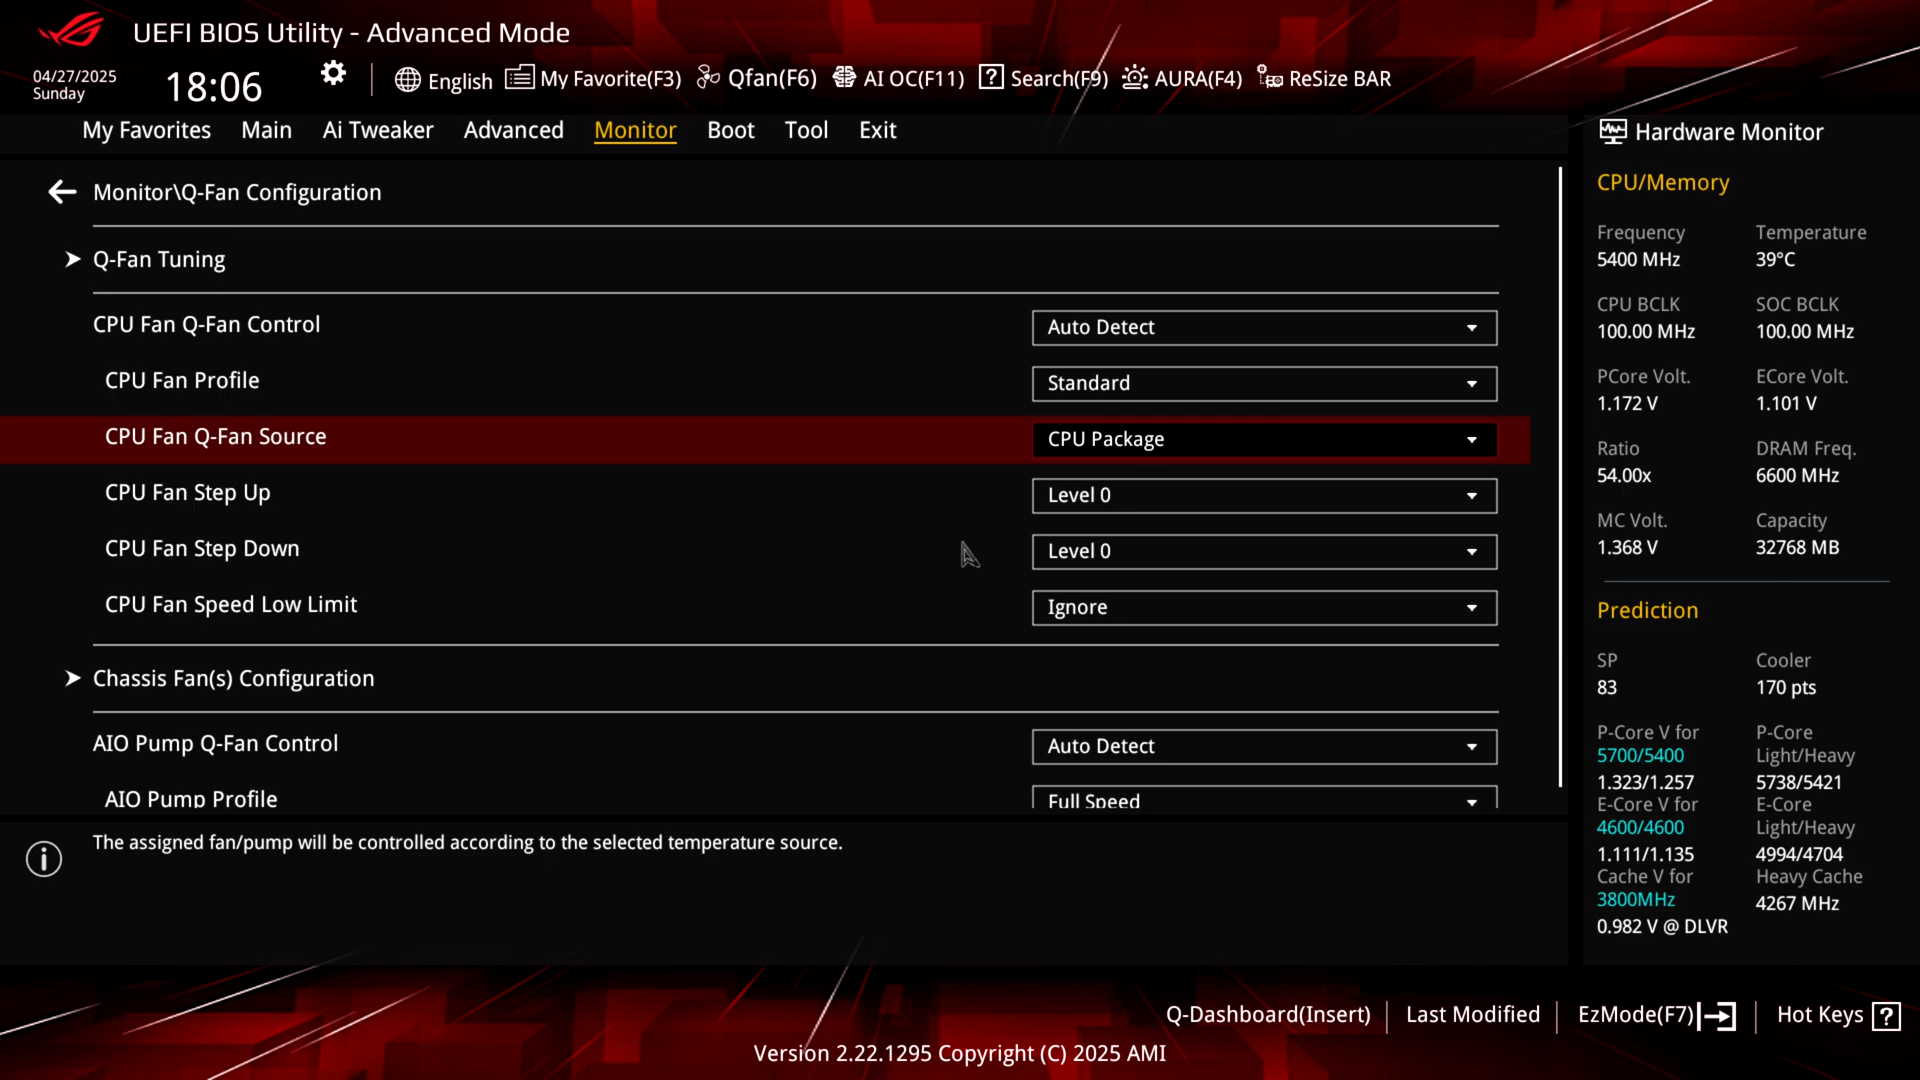 UEFI BIOS Utility - Advanced Mode
04/27/2025
Sunday
18:06
English
My Favorite(F3)
Qfan(F6)
AI OC(F11)
Search(F9)
AURA(F4)
ReSize BAR
My Favorites
Main
Ai Tweaker
Advanced
Monitor
Boot
Tool
Exit
Monitor\Q-Fan Configuration
Q-Fan Tuning
CPU Fan Q-Fan Control
Auto Detect
CPU Fan Profile
Standard
CPU Fan Q-Fan Source
CPU Package
CPU Fan Step Up
Level 0
CPU Fan Step Down
Level 0
CPU Fan Speed Low Limit
Ignore
Chassis Fan(s) Configuration
AIO Pump Q-Fan Control
Auto Detect
AIO Pump Profile
Full Speed
The assigned fan/pump will be controlled according to the selected temperature source.
Hardware Monitor
CPU/Memory
Frequency
Temperature
5400 MHz
39°C
CPU BCLK
SOC BCLK
100.00 MHz
100.00 MHz
PCore Volt.
ECore Volt.
1.172 V
1.101 V
Ratio
DRAM Freq.
54.00x
6600 MHz
MC Volt.
Capacity
1.368 V
32768 MB
Prediction
SP
Cooler
83
170 pts
P-Core V for
P-Core
5700/5400
Light/Heavy
1.323/1.257
5738/5421
E-Core V for
E-Core
4600/4600
Light/Heavy
1.111/1.135
4994/4704
Cache V for
Heavy Cache
3800MHz
4267 MHz
0.982 V @ DLVR
Q-Dashboard(Insert)
Last Modified
EzMode(F7)
Hot Keys ?
Version 2.22.1295 Copyright (C) 2025 AMI